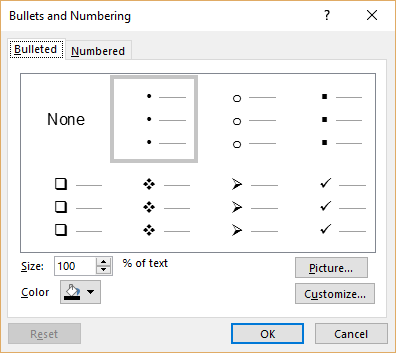 Bullets and Numbering
? ×
Bulleted Numbered
None
Size: 100 % of text
Picture...
Color
Customize...
Reset OK Cancel